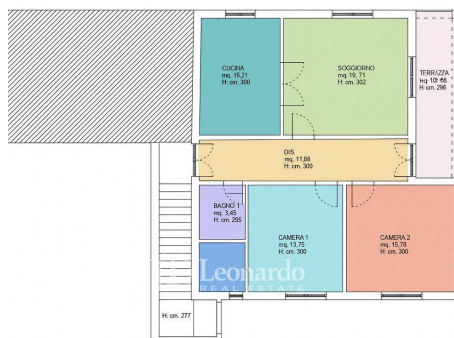 CUCINA
mq. 15,21
H: cm. 300
SOGGIORNO
mq. 19, 71
H: cm. 302
TERRAZZA
H: cm. 296
DIS.
mq. 11,88
H: cm. 300
BAGNO 1
mq. 3,45
H: cm. 295
CAMERA 1
mq. 13,75
H: cm. 300
CAMERA 2
mq. 15,78
H: cm. 300
Leonardo
REAL ESTATE
H: cm. 277